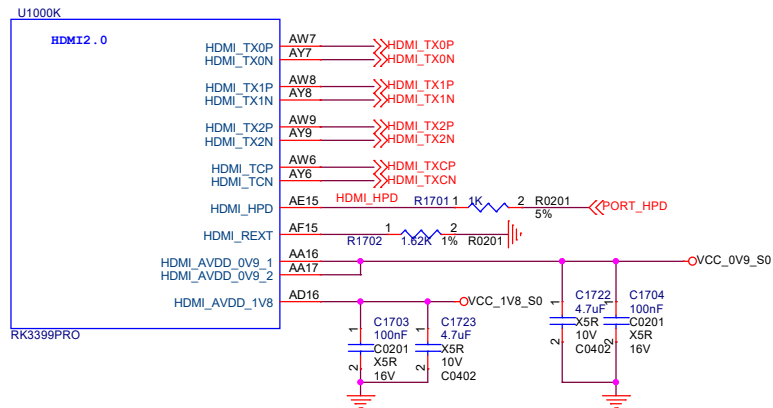 U1000K
HDMI2.0
HDMI_TX0P AW7 HDMI_TX0P
HDMI_TX0N AY7 HDMI_TX0N
HDMI_TX1P AW8 HDMI_TX1P
HDMI_TX1N AY8 HDMI_TX1N
HDMI_TX2P AW9 HDMI_TX2P
HDMI_TX2N AY9 HDMI_TX2N
HDMI_TCP AW6 HDMI_TXCP
HDMI_TCN AY6 HDMI_TXCN
HDMI_HPD AE15 HDMI_HPD R1701 1 1K 2 R0201 PORT_HPD
5%
HDMI_REXT AF15 1 2
R1702 1.62K 1% R0201
HDMI_AVDD_0V9_1 AA16 VCC_0V9_S0
HDMI_AVDD_0V9_2 AA17
HDMI_AVDD_1V8 AD16 VCC_1V8_S0
RK3399PRO
1 C1703
100nF
C0201
2 X5R
16V
1 C1723
4.7uF
X5R
2 10V
C0402
1 C1722
4.7uF
X5R
2 10V
C0402
1 C1704
100nF
C0201
2 X5R
16V